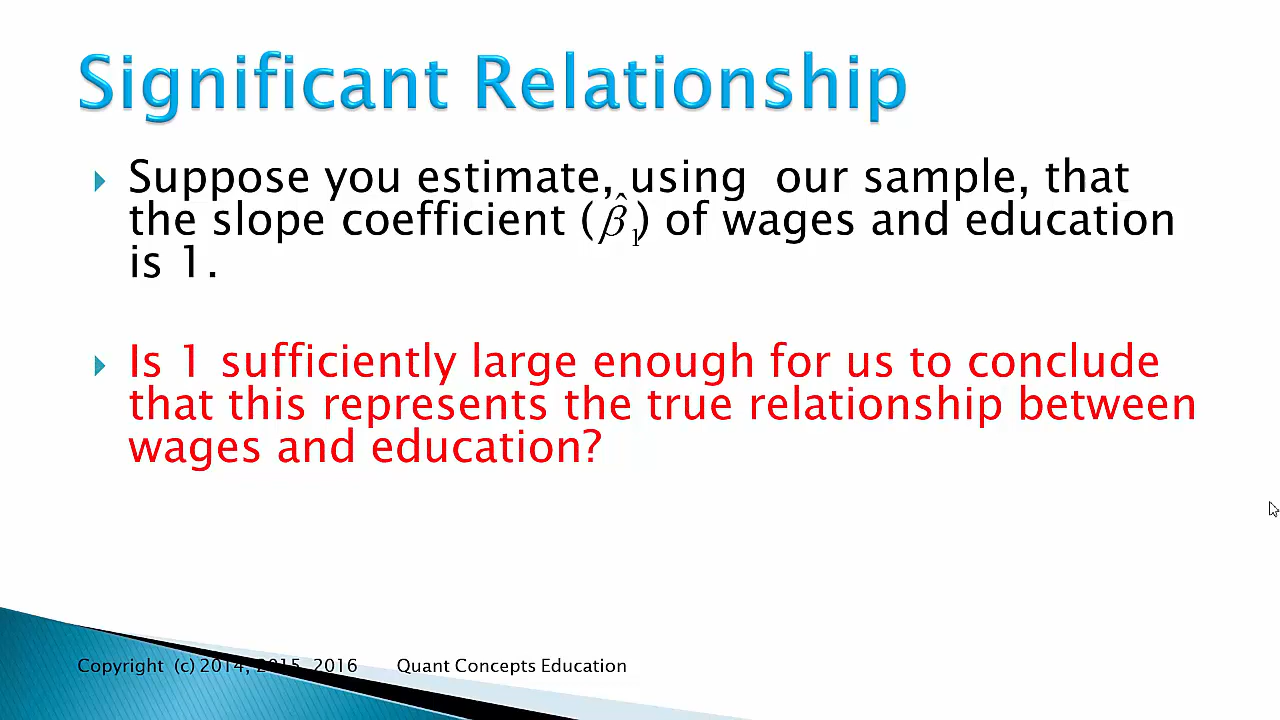 Significant Relationship
Suppose you estimate, using our sample, that
the slope coefficient (β̂₁) of wages and education
is 1.
Is 1 sufficiently large enough for us to conclude
that this represents the true relationship between
wages and education?
Copyright (c) 2014, 2015, 2016 Quant Concepts Education